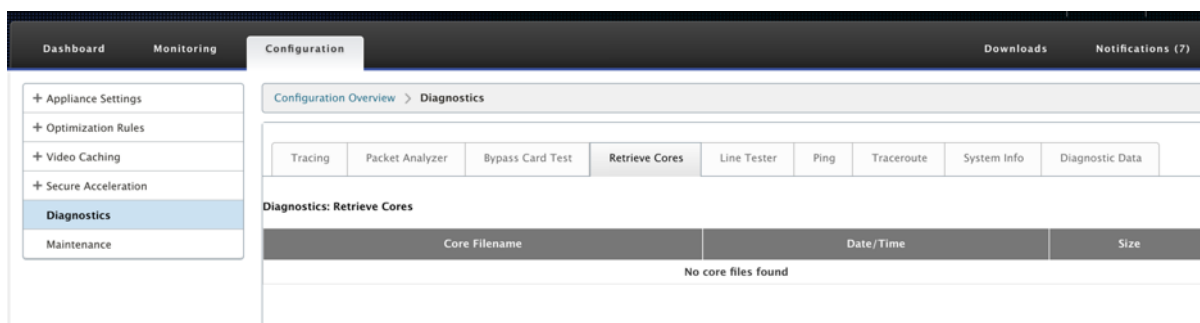 Dashboard Monitoring Configuration Downloads Notifications (7)
+ Appliance Settings
+ Optimization Rules
+ Video Caching
+ Secure Acceleration
Diagnostics
Maintenance
Configuration Overview > Diagnostics
Tracing Packet Analyzer Bypass Card Test Retrieve Cores Line Tester Ping Traceroute System Info Diagnostic Data
Diagnostics: Retrieve Cores
Core Filename Date/Time Size
No core files found